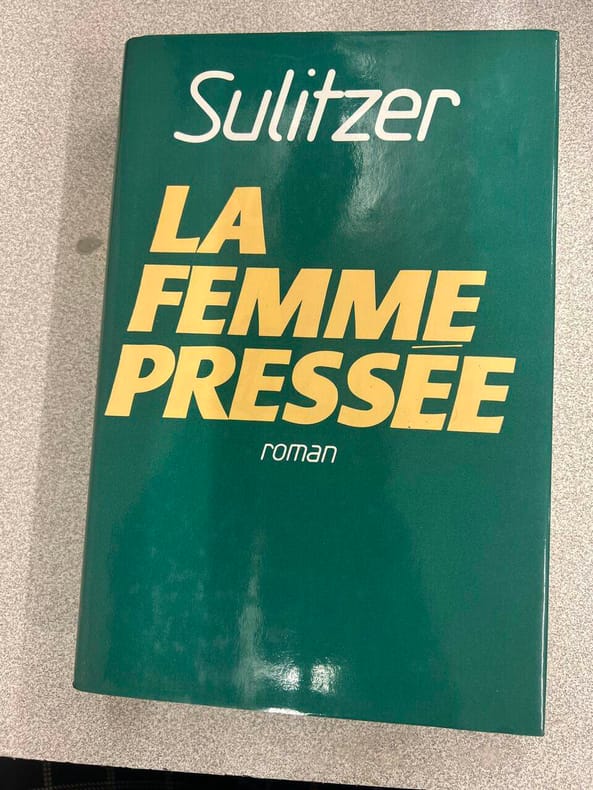 Sulitzer
LA
FEMME
PRESSÉE
roman